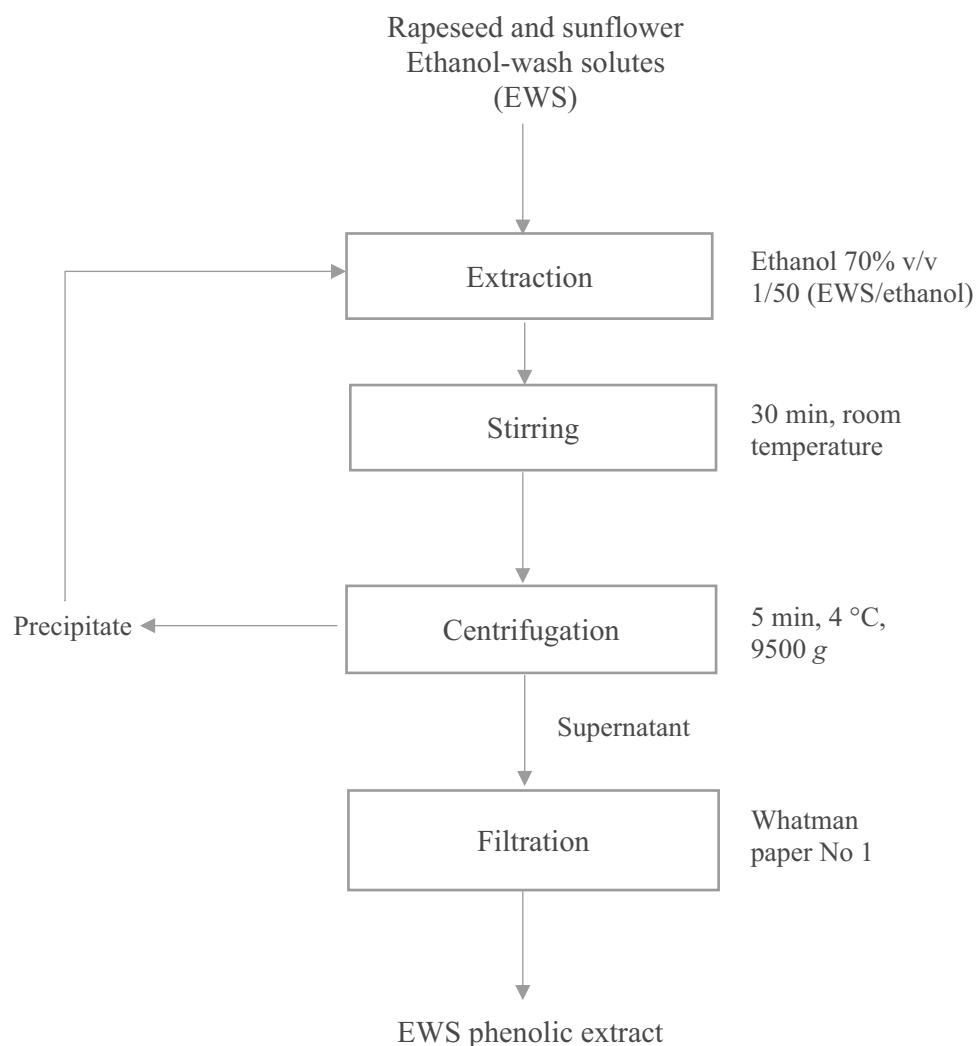 Rapeseed and sunflower
Ethanol-wash solutes
(EWS)
Extraction
Ethanol 70% v/v
1/50 (EWS/ethanol)
Stirring
30 min, room
temperature
Precipitate
Centrifugation
5 min, 4 °C,
9500 g
Supernatant
Filtration
Whatman
paper No 1
EWS phenolic extract